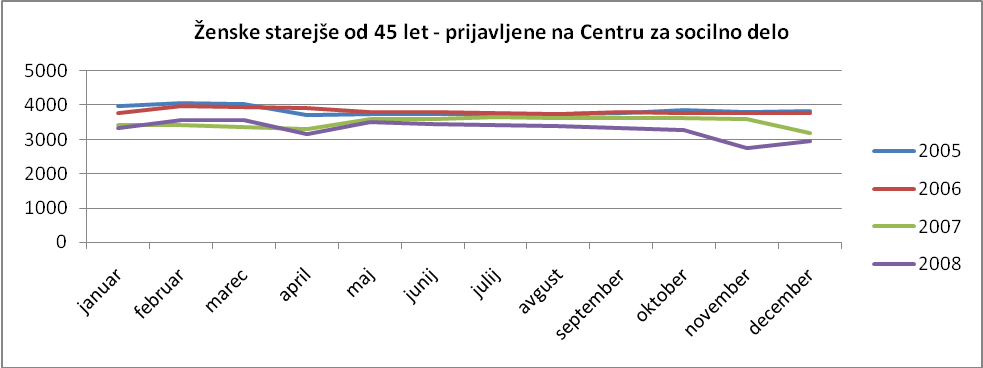 Ženske starejše od 45 let - prijavljene na Centru za socilno delo
5000
4000
3000
2000
1000
0
januar
februar
marec
april
maj
junij
julij
avgust
september
oktober
november
december
2005
2006
2007
2008